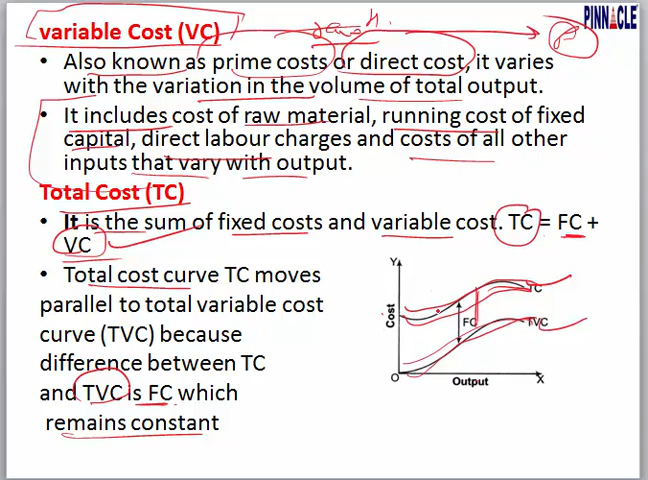 PINNACLE
variable Cost (VC)
• Also known as prime costs or direct cost, it varies
with the variation in the volume of total output.
• It includes cost of raw material, running cost of fixed
capital, direct labour charges and costs of all other
inputs that vary with output.
Total Cost (TC)
• It is the sum of fixed costs and variable cost. TC = FC +
VC
• Total cost curve TC moves
parallel to total variable cost
curve (TVC) because
difference between TC
and TVC is FC which
remains constant
Y
Cost
TC
FC
TVC
O
Output
X